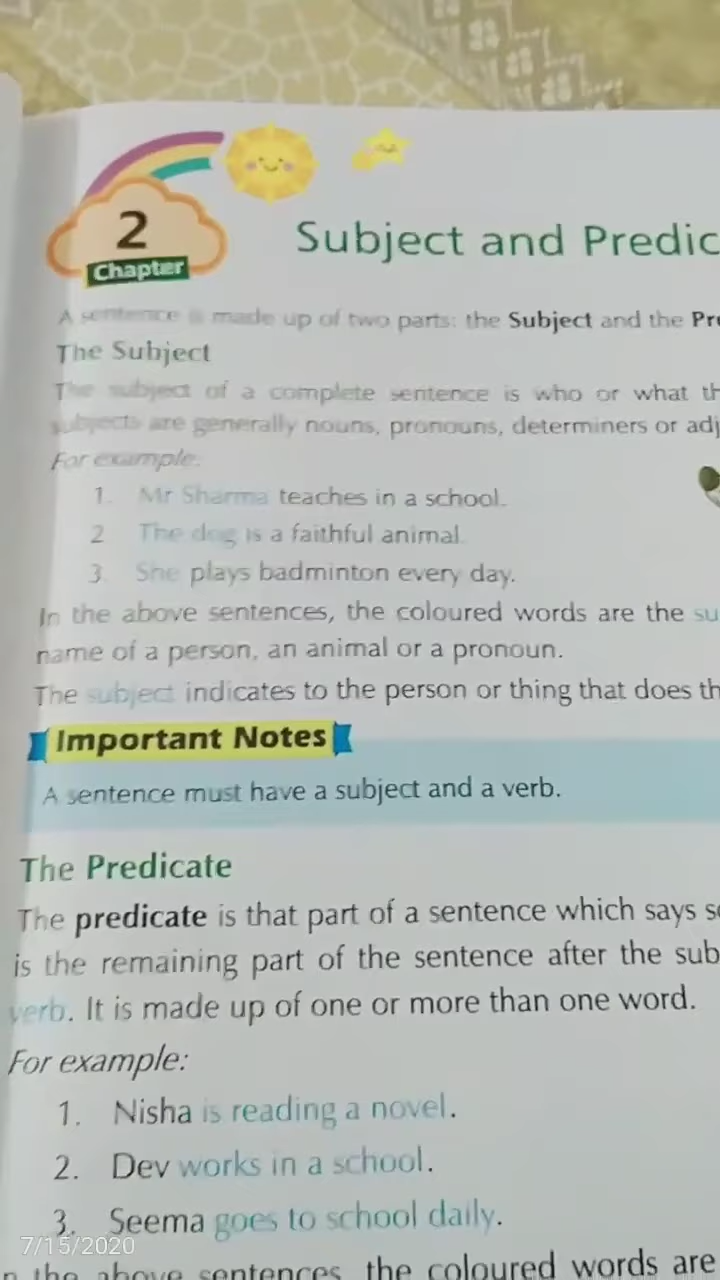 2
Chapter
Subject and Predic
A sentence is made up of two parts: the Subject and the Pre
The Subject
The subject of a complete sentence is who or what th
subjects are generally nouns, pronouns, determiners or adj
For example:
1. Mr Sharma teaches in a school.
2 The dog is a faithful animal.
3. She plays badminton every day.
In the above sentences, the coloured words are the su
name of a person, an animal or a pronoun.
The subject indicates to the person or thing that does th
Important Notes
A sentence must have a subject and a verb.
The Predicate
The predicate is that part of a sentence which says so
is the remaining part of the sentence after the sub
verb. It is made up of one or more than one word.
For example:
1. Nisha is reading a novel.
2. Dev works in a school.
3. Seema goes to school daily.
7/15/2020
n the above sentences, the coloured words are